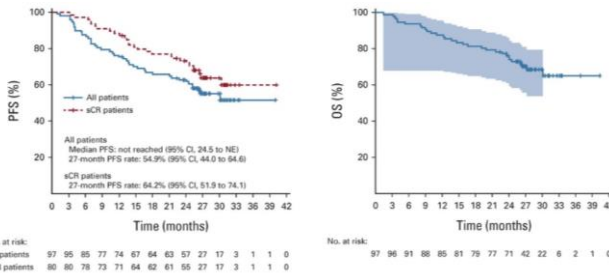 100
80
60
40
20
PFS (%)
All patients
sCR patients
All patients
Median PFS: not reached (95% CI, 24.5 to NE)
27-month PFS rate: 54.9% (95% CI, 44.0 to 64.6)
sCR patients
27-month PFS rate: 64.2% (95% CI, 51.9 to 74.1)
0 3 6 9 12 15 18 21 24 27 30 33 36 39 42
Time (months)
at risk:
patients 97 95 85 77 74 67 64 63 57 27 17 3 1 1 0
patients 80 80 78 73 71 64 62 61 55 27 17 3 1 1 0
100
80
60
40
20
OS (%)
0 3 6 9 12 15 18 21 24 27 30 33 36 39
Time (months)
No. at risk:
97 96 91 88 85 81 79 77 71 42 22 6 2 1